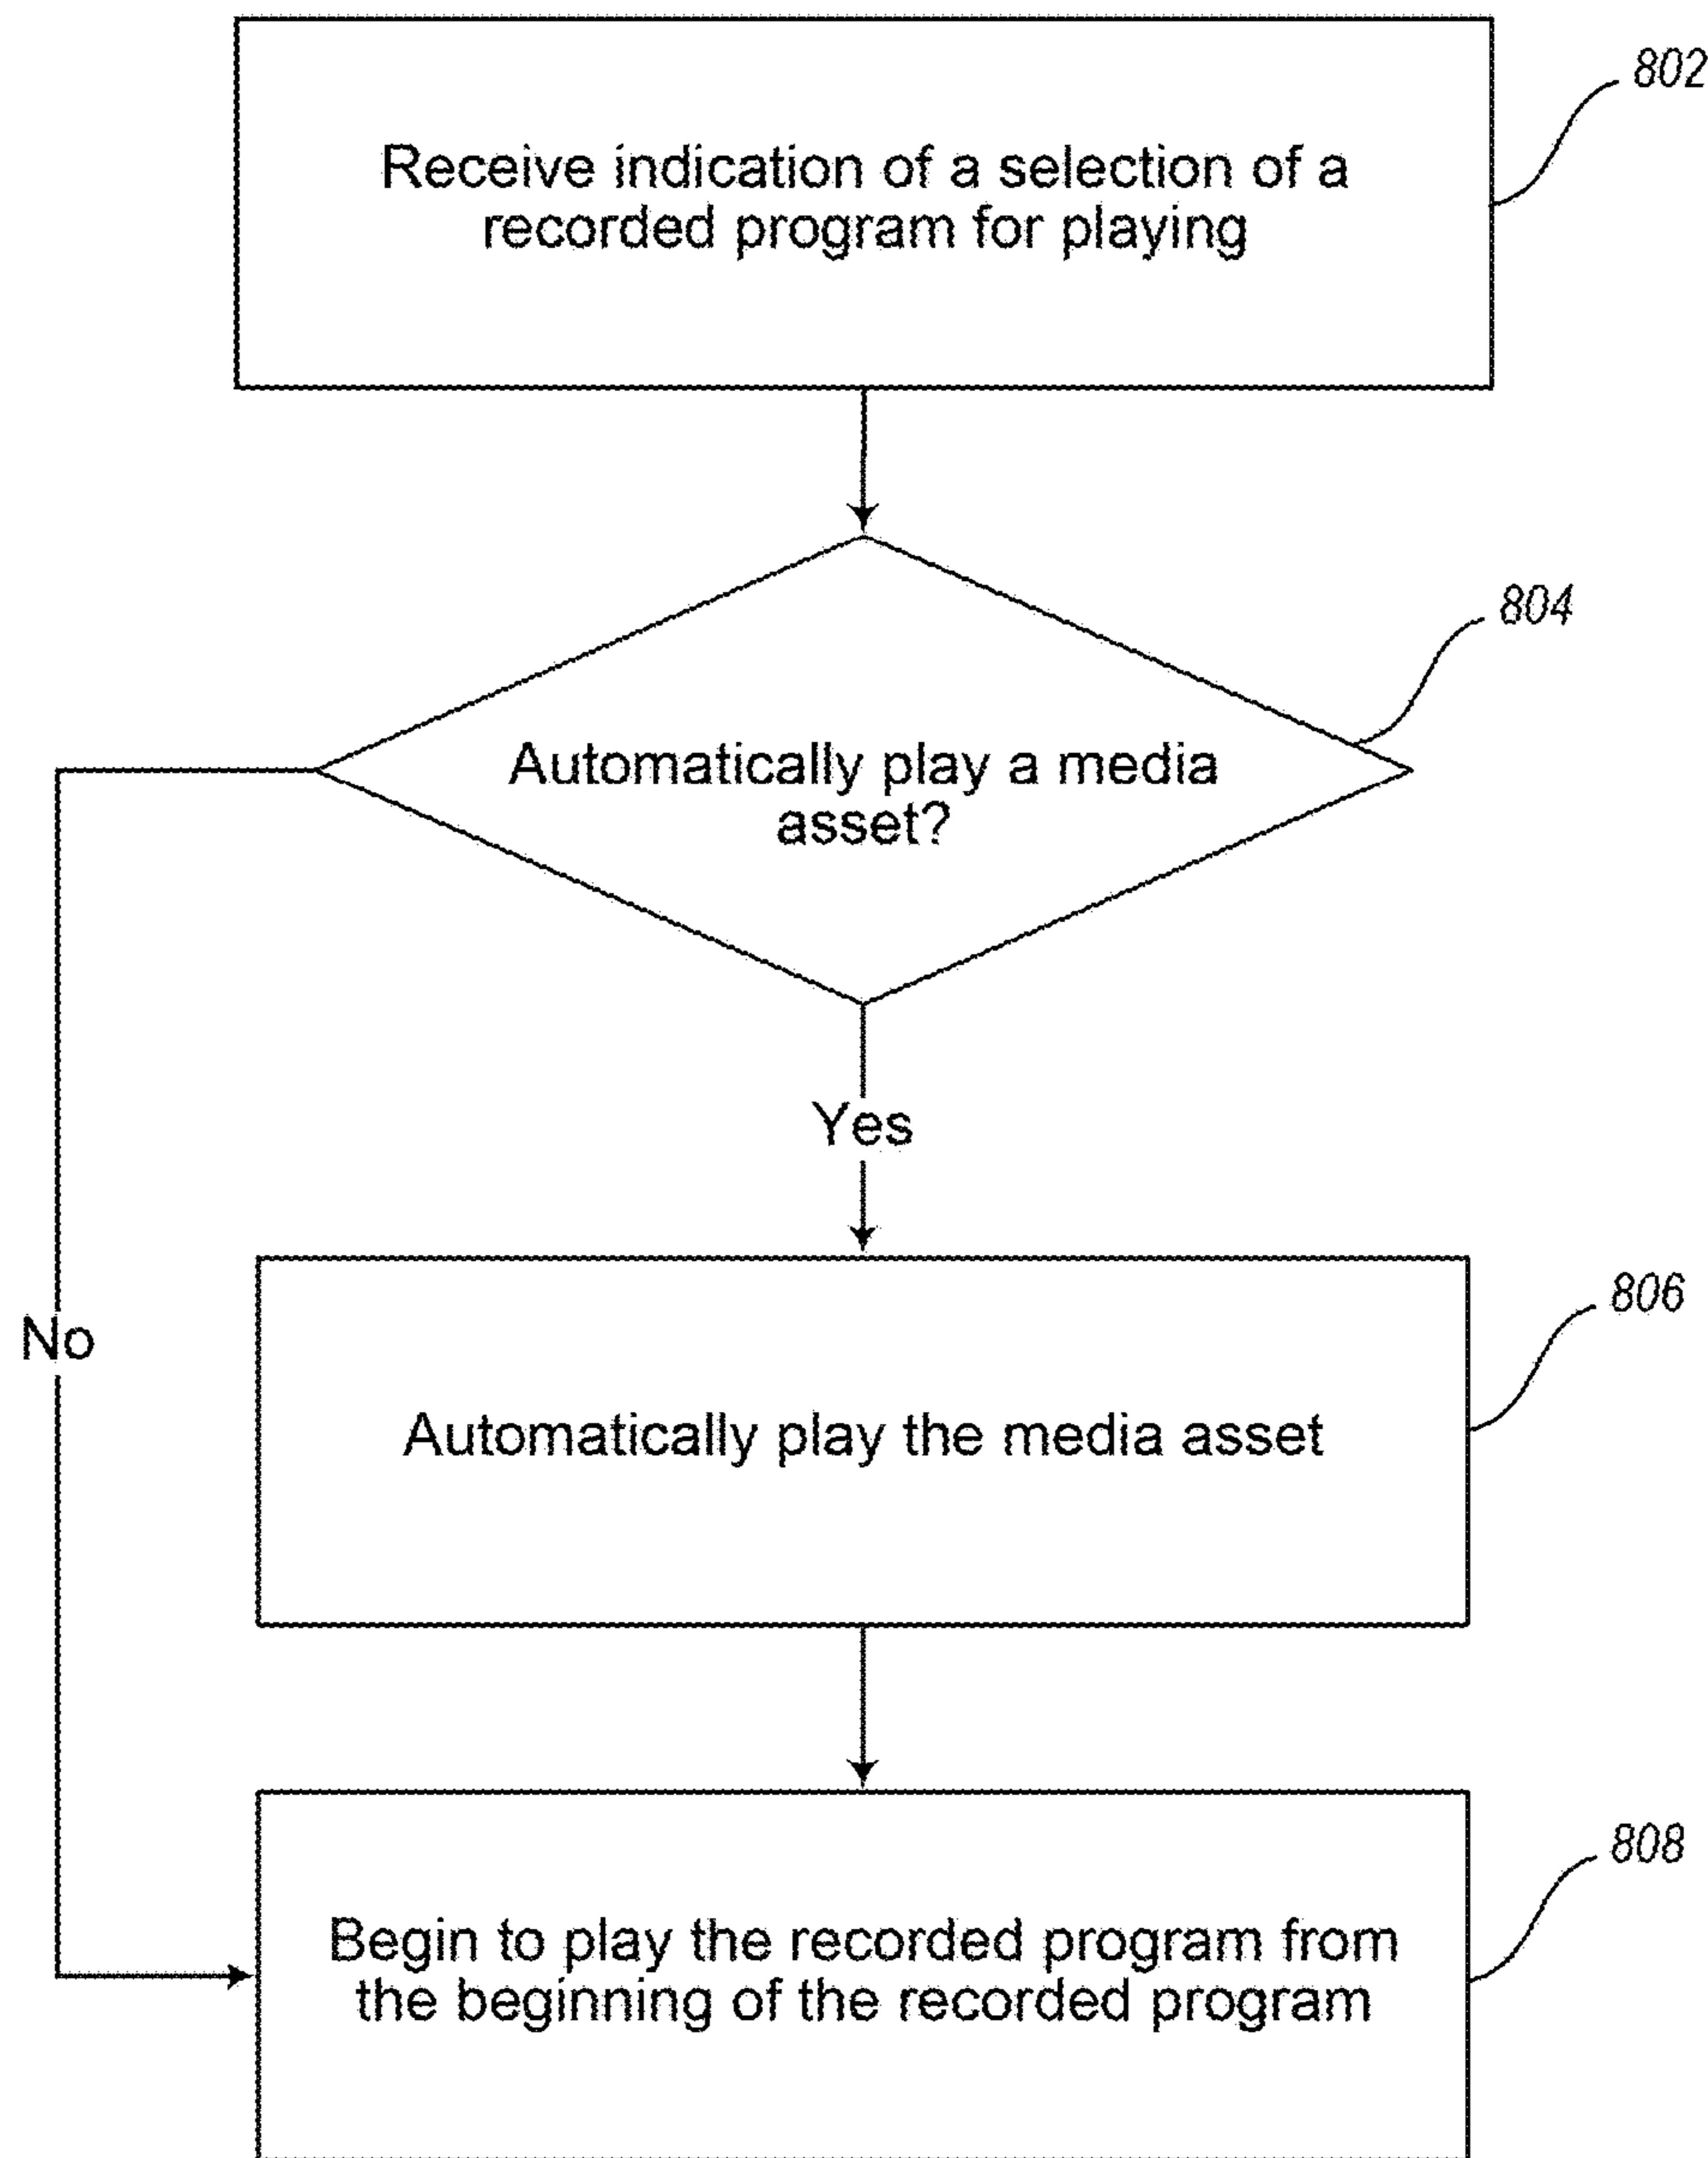 802
Receive indication of a selection of a
recorded program for playing
804
Automatically play a media
asset?
Yes
No
806
Automatically play the media asset
808
Begin to play the recorded program from
the beginning of the recorded program